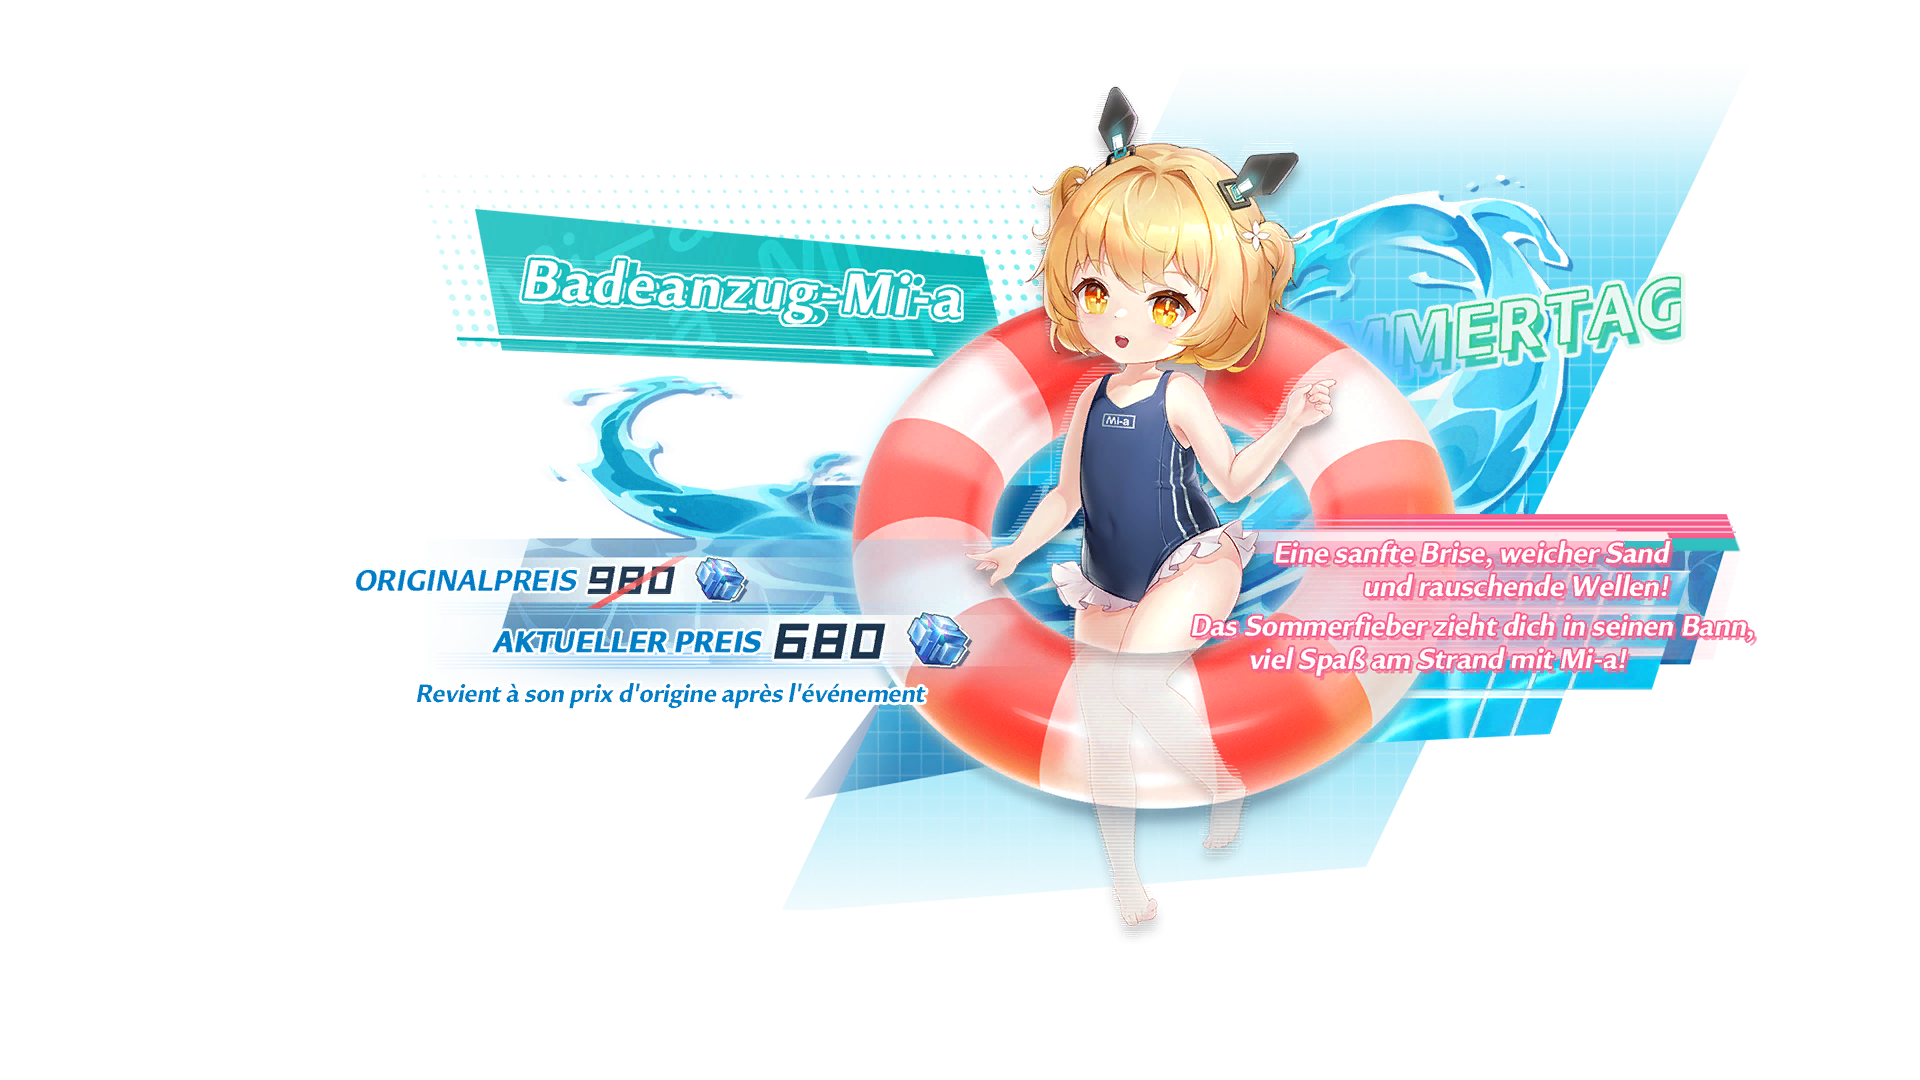 Badeanzug-Mi-a
MMERTAG
Mi-a
ORIGINALPREIS 980
AKTUELLER PREIS 680
Revient à son prix d'origine après l'événement
Eine sanfte Brise, weicher Sand
und rauschende Wellen!
Das Sommerfieber zieht dich in seinen Bann,
viel Spaß am Strand mit Mi-a!